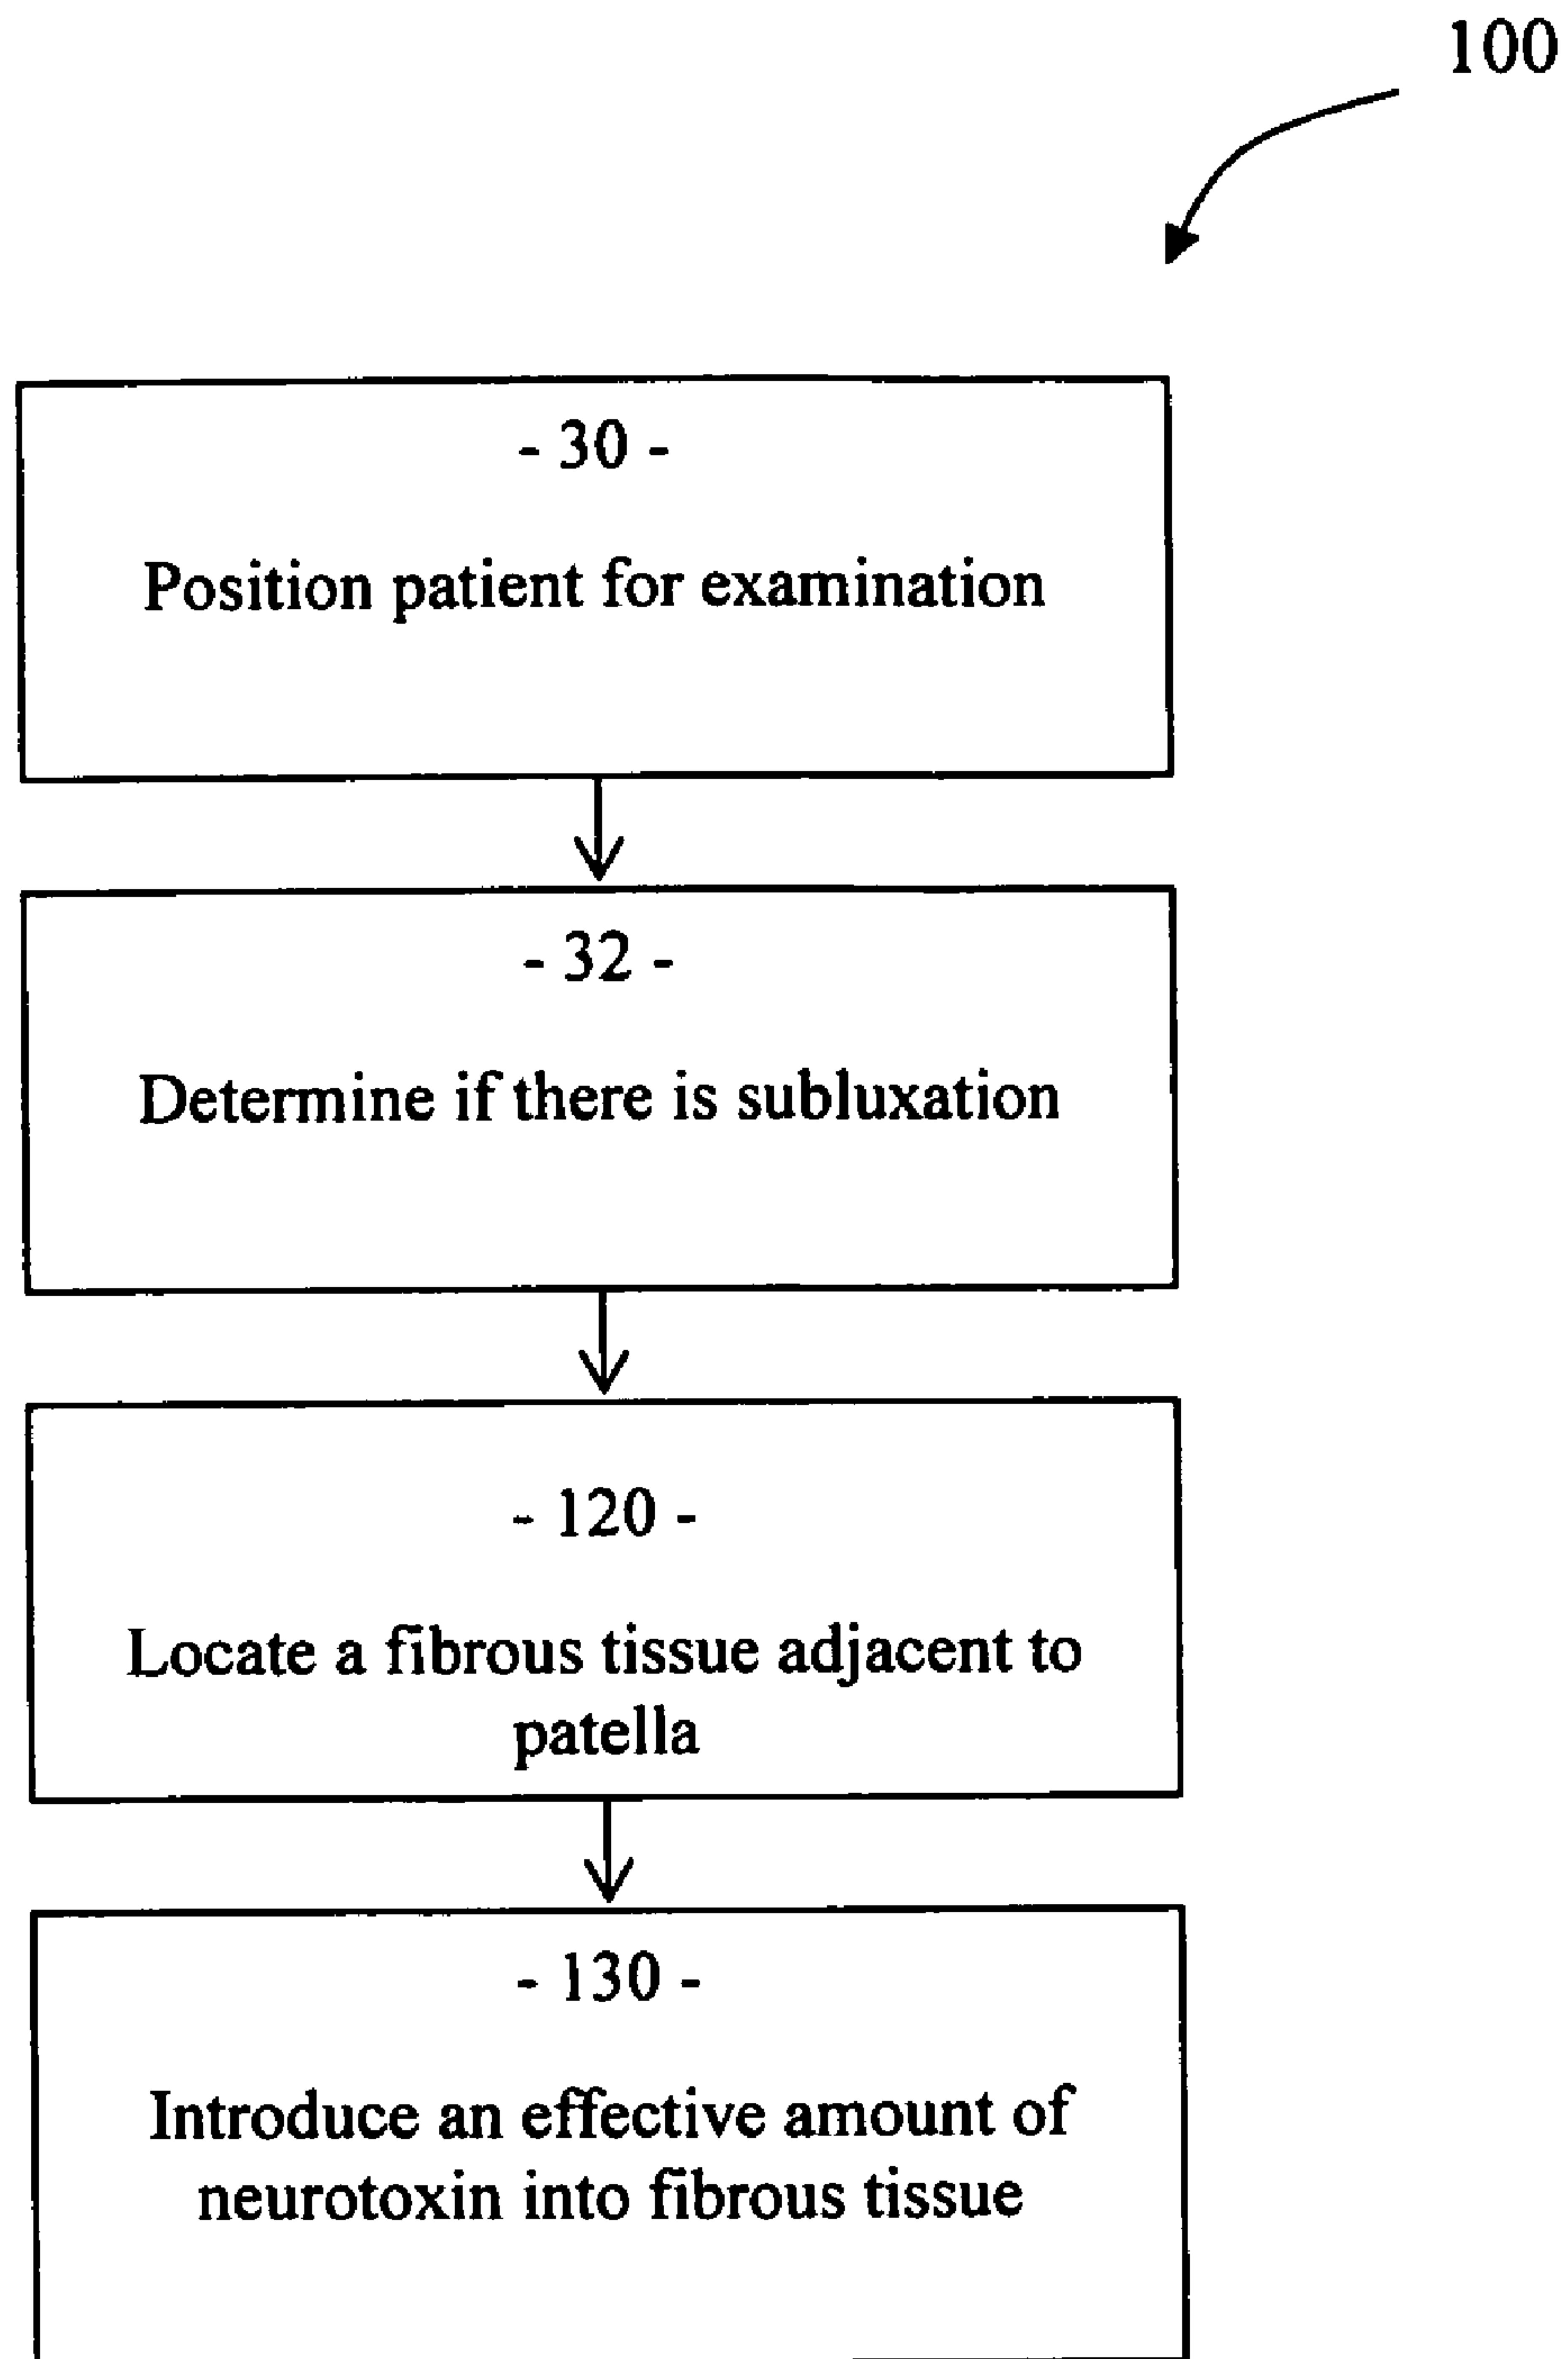 100
- 30 -
Position patient for examination
- 32 -
Determine if there is subluxation
- 120 -
Locate a fibrous tissue adjacent to
patella
- 130 -
Introduce an effective amount of
neurotoxin into fibrous tissue